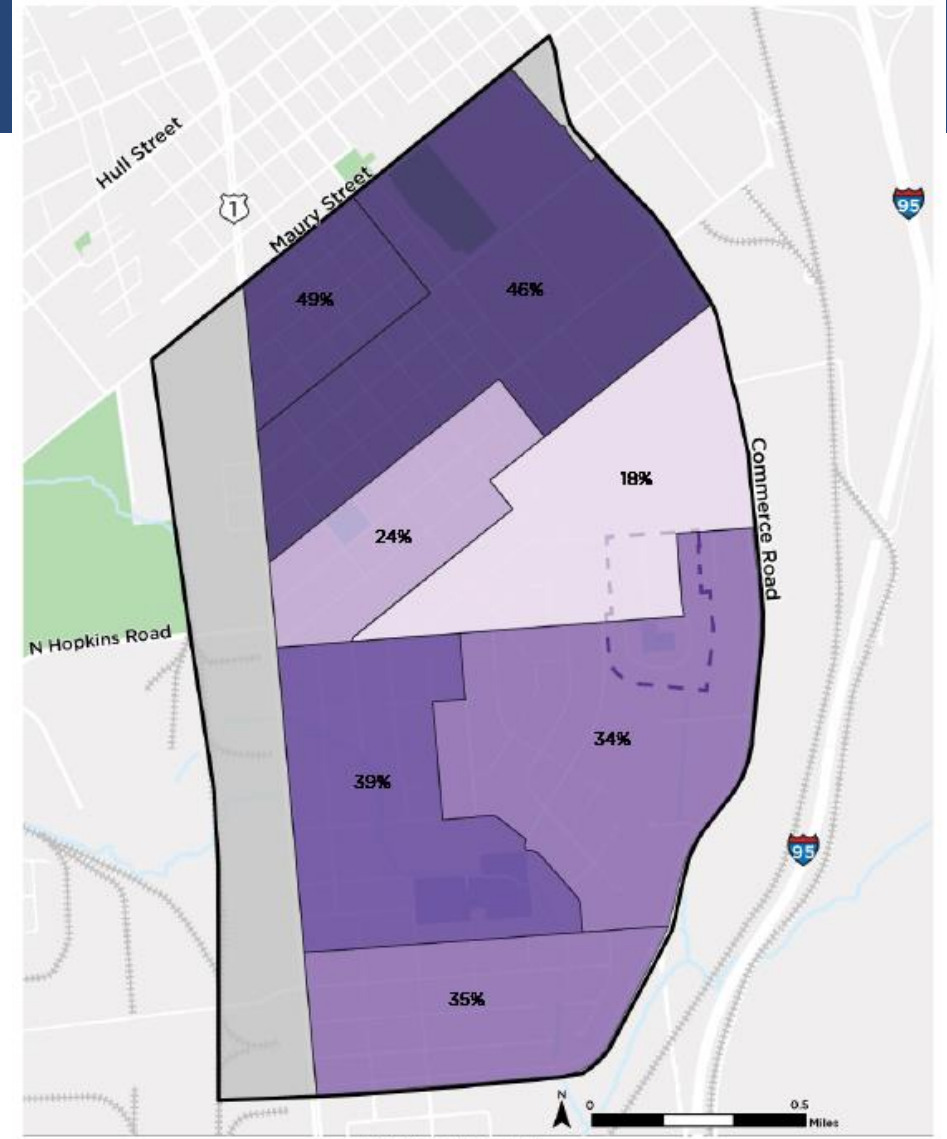 Hull Street
1
Maury Street
95
49%
46%
18%
Commerce Road
24%
N Hopkins Road
34%
39%
95
35%
N
0
0.5
Miles